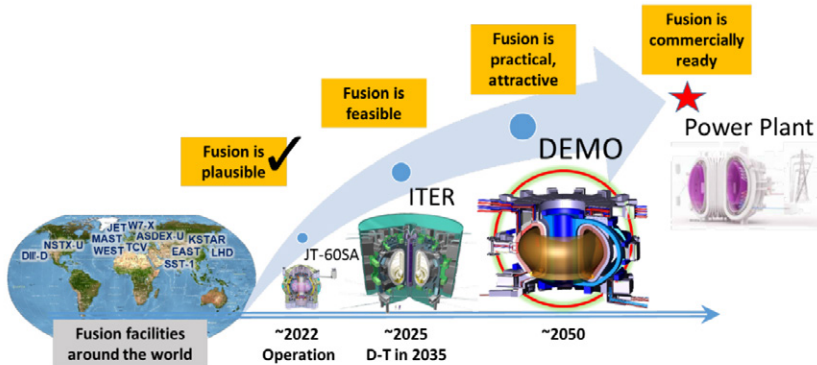 Fusion is
commercially
ready
Fusion is
practical,
attractive
Fusion is
feasible
Fusion is
plausible
Power Plant
DEMO
ITER
JT-60SA
JET W7-X
MAST ASDEX-U
NSTX-U
WEST TCV
KSTAR
EAST
DIII-D
LHD
SST-1
Fusion facilities
around the world
~2022
Operation
~2025
D-T in 2035
~2050